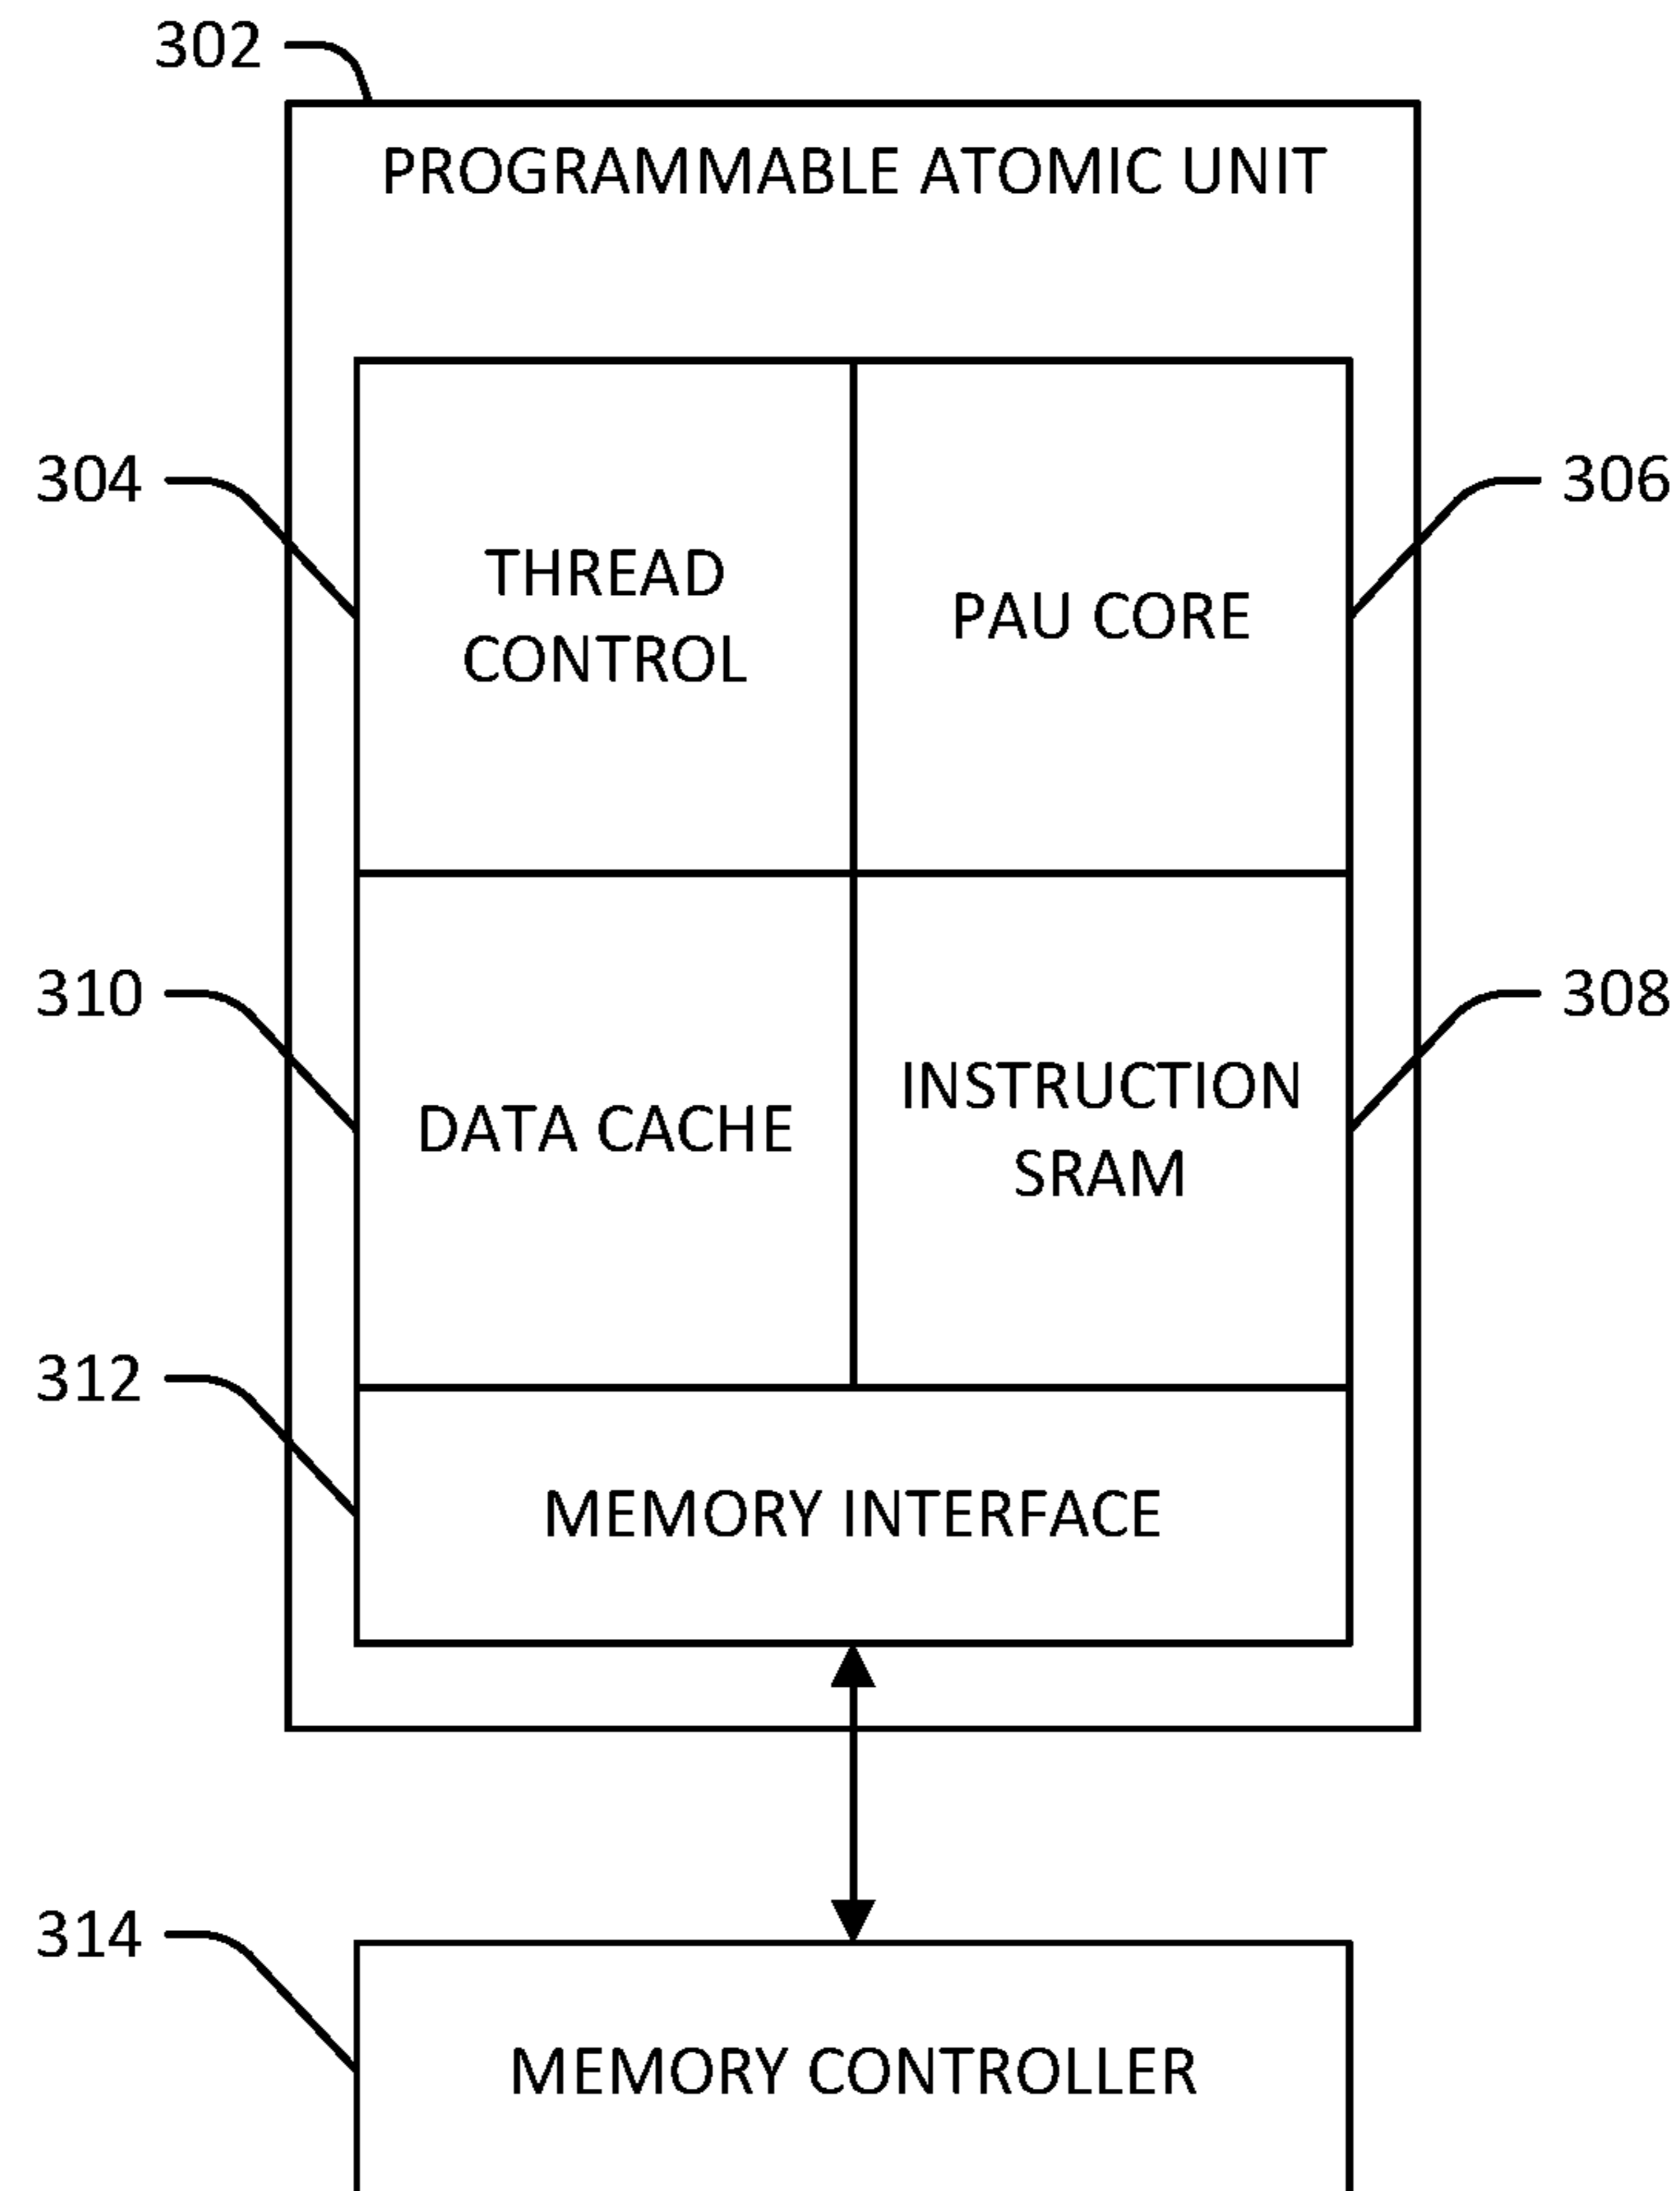 302
PROGRAMMABLE ATOMIC UNIT
304
THREAD
CONTROL
PAU CORE
306
310
DATA CACHE
INSTRUCTION
SRAM
308
312
MEMORY INTERFACE
314
MEMORY CONTROLLER